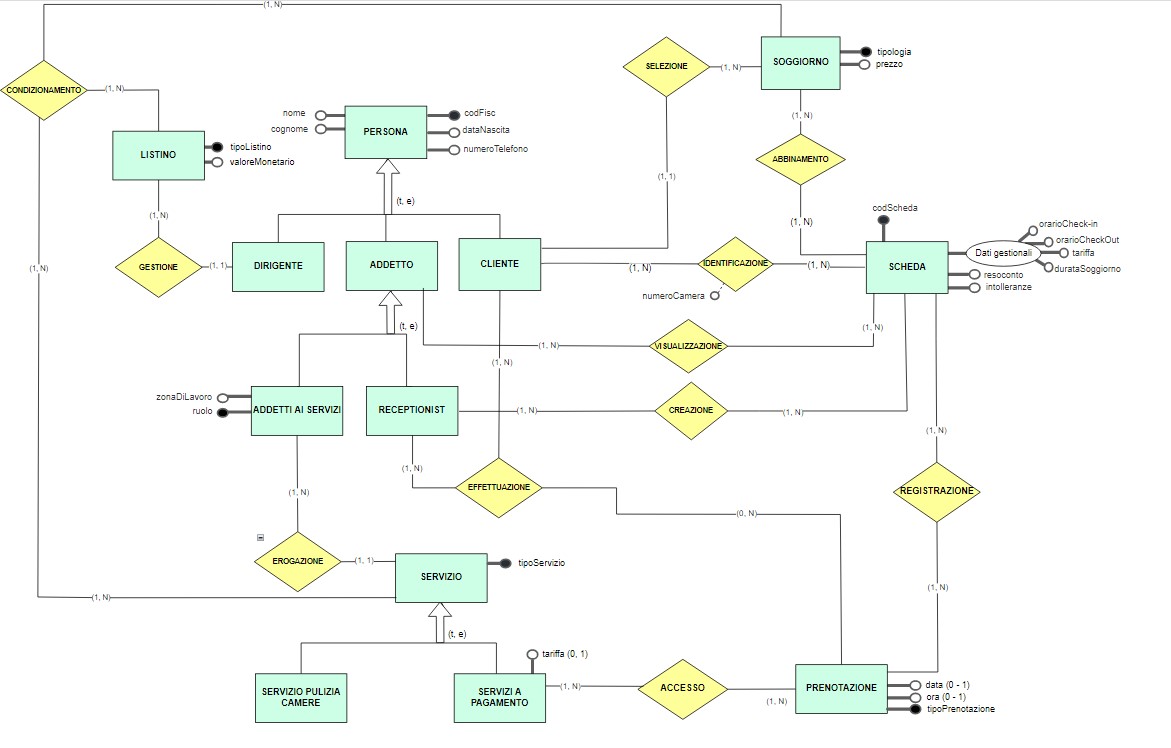 (1, N)
SOGGIORNO
tipologia
prezzo
SELEZIONE
(1, N)
CONDIZIONAMENTO
(1, N)
nome
cognome
PERSONA
codFisc
dataNascita
numeroTelefono
(1, N)
LISTINO
tipoListino
valoreMonetario
ABBINAMENTO
(1, 1)
(t, e)
(1, N)
(1, N)
codScheda
(1, N)
GESTIONE
(1, 1)
DIRIGENTE
ADDETTO
CLIENTE
(1, N)
IDENTIFICAZIONE
(1, N)
numeroCamera
SCHEDA
Dati gestionali
orarioCheck-in
orarioCheckOut
tariffa
durataSoggiorno
resoconto
intolleranze
(1, N)
(t, e)
(1, N)
VISUALIZZAZIONE
(1, N)
(1, N)
zonaDiLavoro
ruolo
ADDETTI AI SERVIZI
RECEPTIONIST
(1, N)
CREAZIONE
(1, N)
(1, N)
(1, N)
EFFETTUAZIONE
(1, N)
REGISTRAZIONE
(0, N)
EROGAZIONE
(1, 1)
SERVIZIO
tipoServizio
(1, N)
(1, N)
(t, e)
tariffa (0, 1)
SERVIZIO PULIZIA
CAMERE
SERVIZI A
PAGAMENTO
(1, N)
ACCESSO
(1, N)
PRENOTAZIONE
data (0 - 1)
ora (0 - 1)
tipoPrenotazione